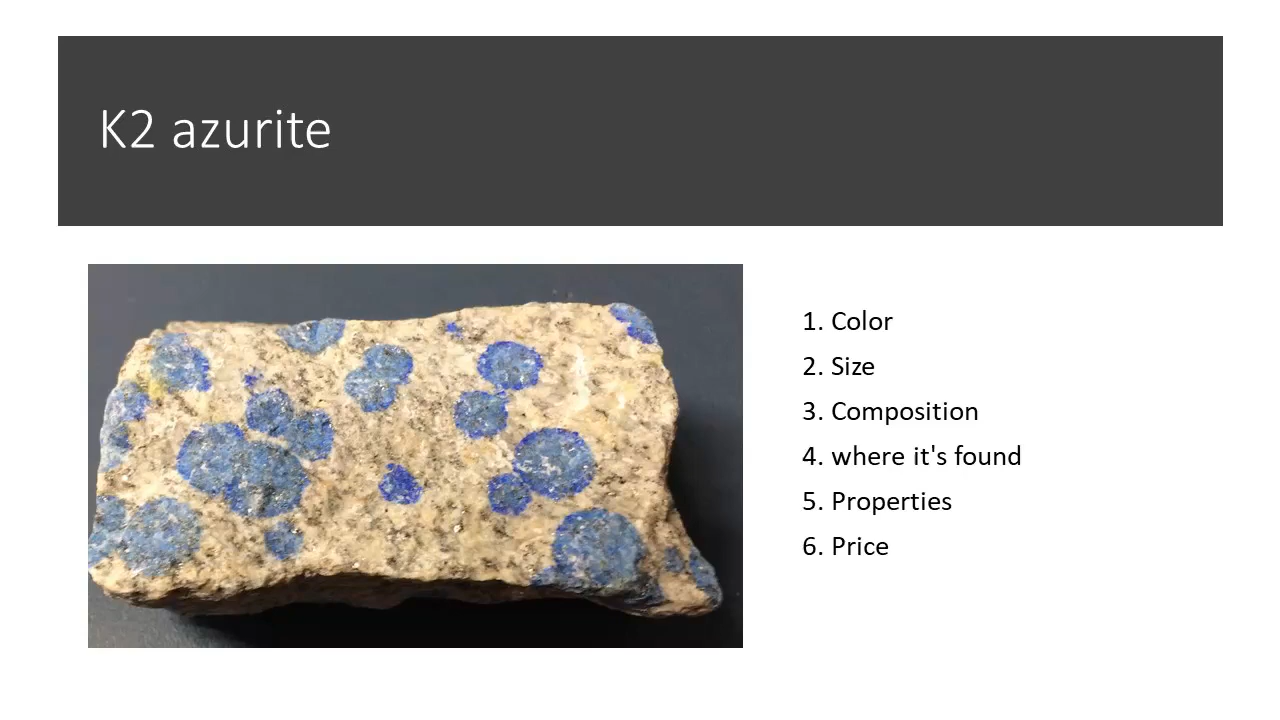 K2 azurite
1. Color
2. Size
3. Composition
4. where it's found
5. Properties
6. Price